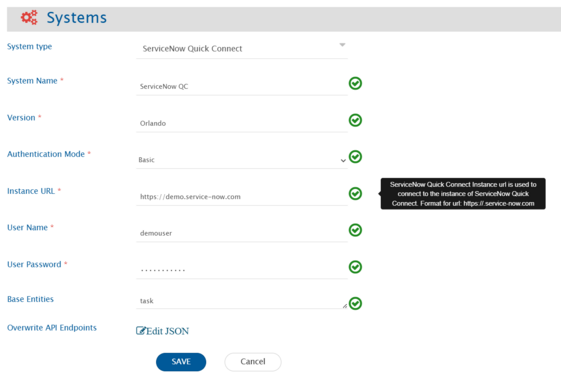 Systems
System type
ServiceNow Quick Connect
System Name *
ServiceNow QC
Version *
Orlando
Authentication Mode *
Basic
Instance URL *
https://demo.service-now.com
ServiceNow Quick Connect Instance url is used to
connect to the instance of ServiceNow Quick
Connect. Format for url: https://.service-now.com
User Name *
demouser
User Password *
...........
Base Entities
task
Overwrite API Endpoints
Edit JSON
SAVE
Cancel